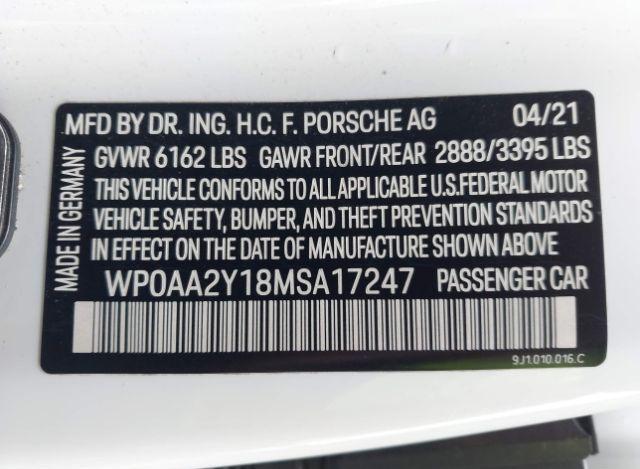 MFD BY DR. ING. H.C. F. PORSCHE AG 04/21
GVWR 6162 LBS GAWR FRONT/REAR 2888/3395 LBS
THIS VEHICLE CONFORMS TO ALL APPLICABLE U.S.FEDERAL MOTOR
VEHICLE SAFETY, BUMPER, AND THEFT PREVENTION STANDARDS
IN EFFECT ON THE DATE OF MANUFACTURE SHOWN ABOVE
WP0AA2Y18MSA17247 PASSENGER CAR
9J1.010.016.C
MADE IN GERMANY